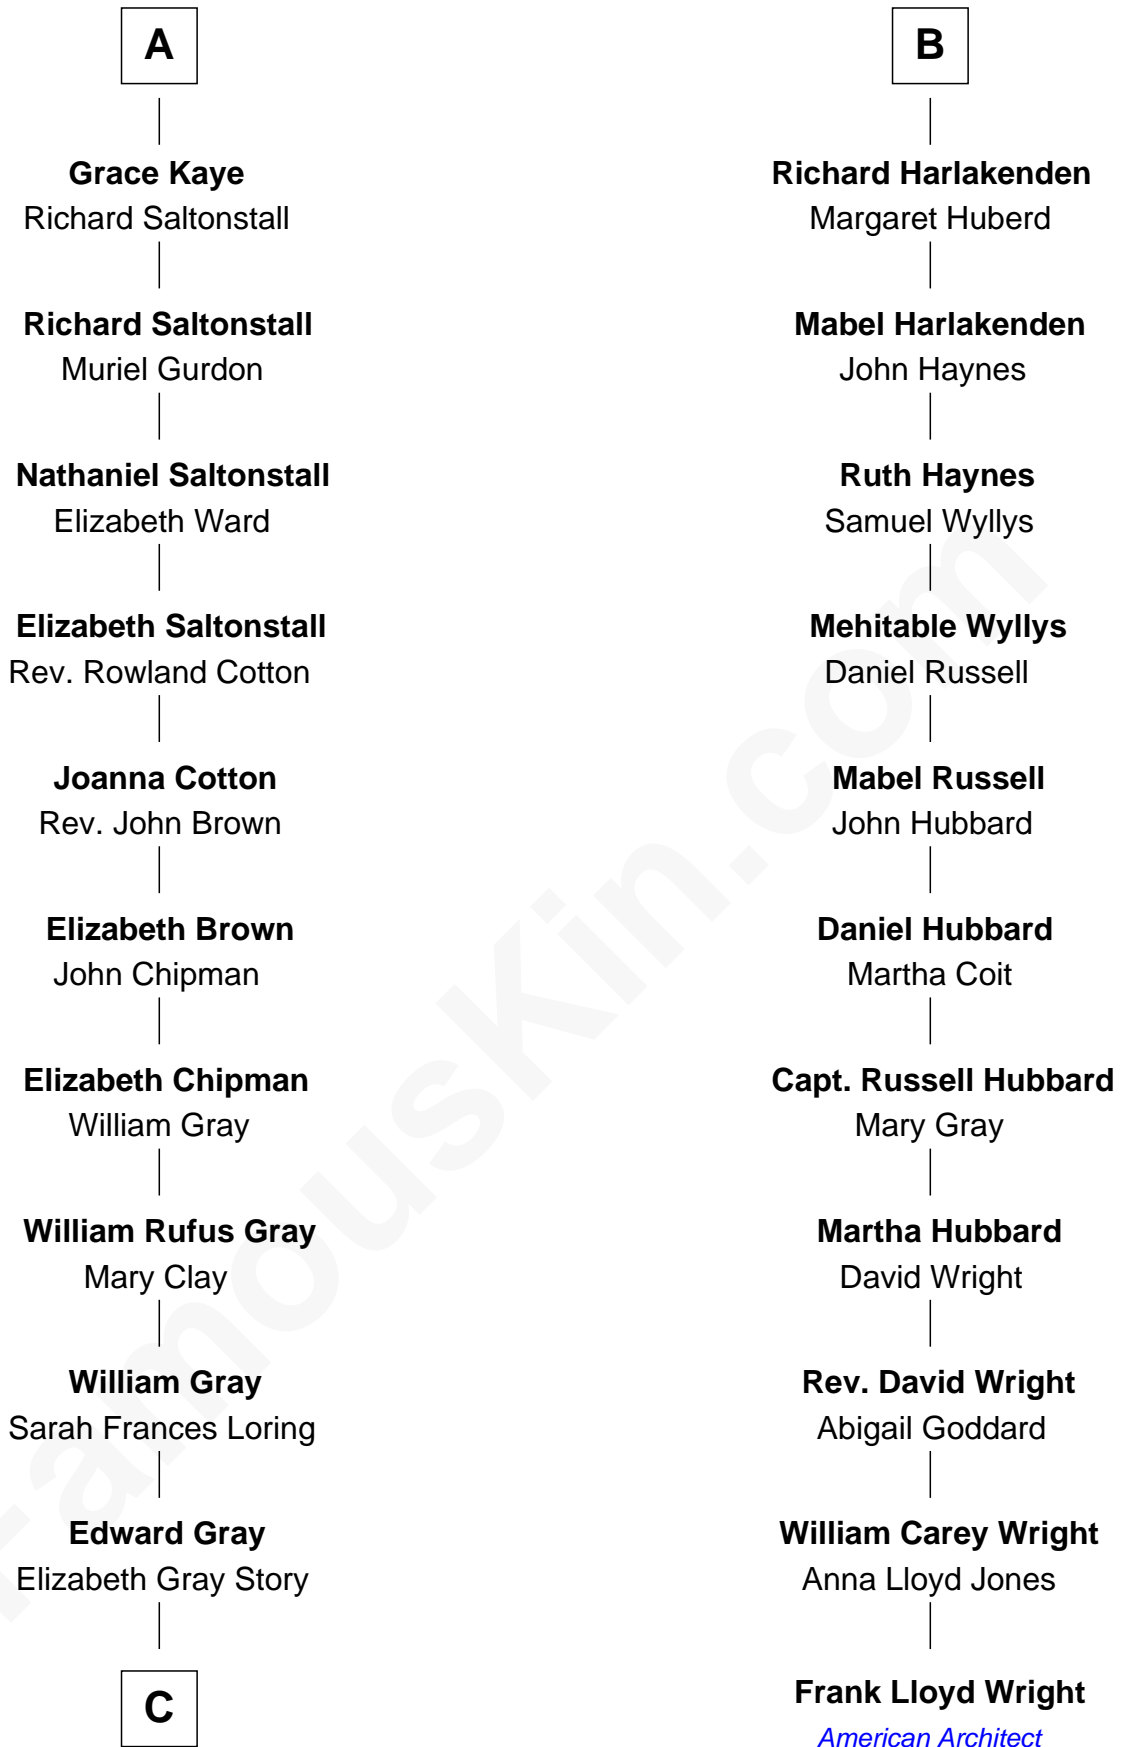 A
Grace Kaye
Richard Saltonstall
Richard Saltonstall
Muriel Gurdon
Nathaniel Saltonstall
Elizabeth Ward
Elizabeth Saltonstall
Rev. Rowland Cotton
Joanna Cotton
Rev. John Brown
Elizabeth Brown
John Chipman
Elizabeth Chipman
William Gray
William Rufus Gray
Mary Clay
William Gray
Sarah Frances Loring
Edward Gray
Elizabeth Gray Story
C
B
Richard Harlakenden
Margaret Huberd
Mabel Harlakenden
John Haynes
Ruth Haynes
Samuel Wyllys
Mehitable Wyllys
Daniel Russell
Mabel Russell
John Hubbard
Daniel Hubbard
Martha Coit
Capt. Russell Hubbard
Mary Gray
Martha Hubbard
David Wright
Rev. David Wright
Abigail Goddard
William Carey Wright
Anna Lloyd Jones
Frank Lloyd Wright
American Architect
FamousKin.com